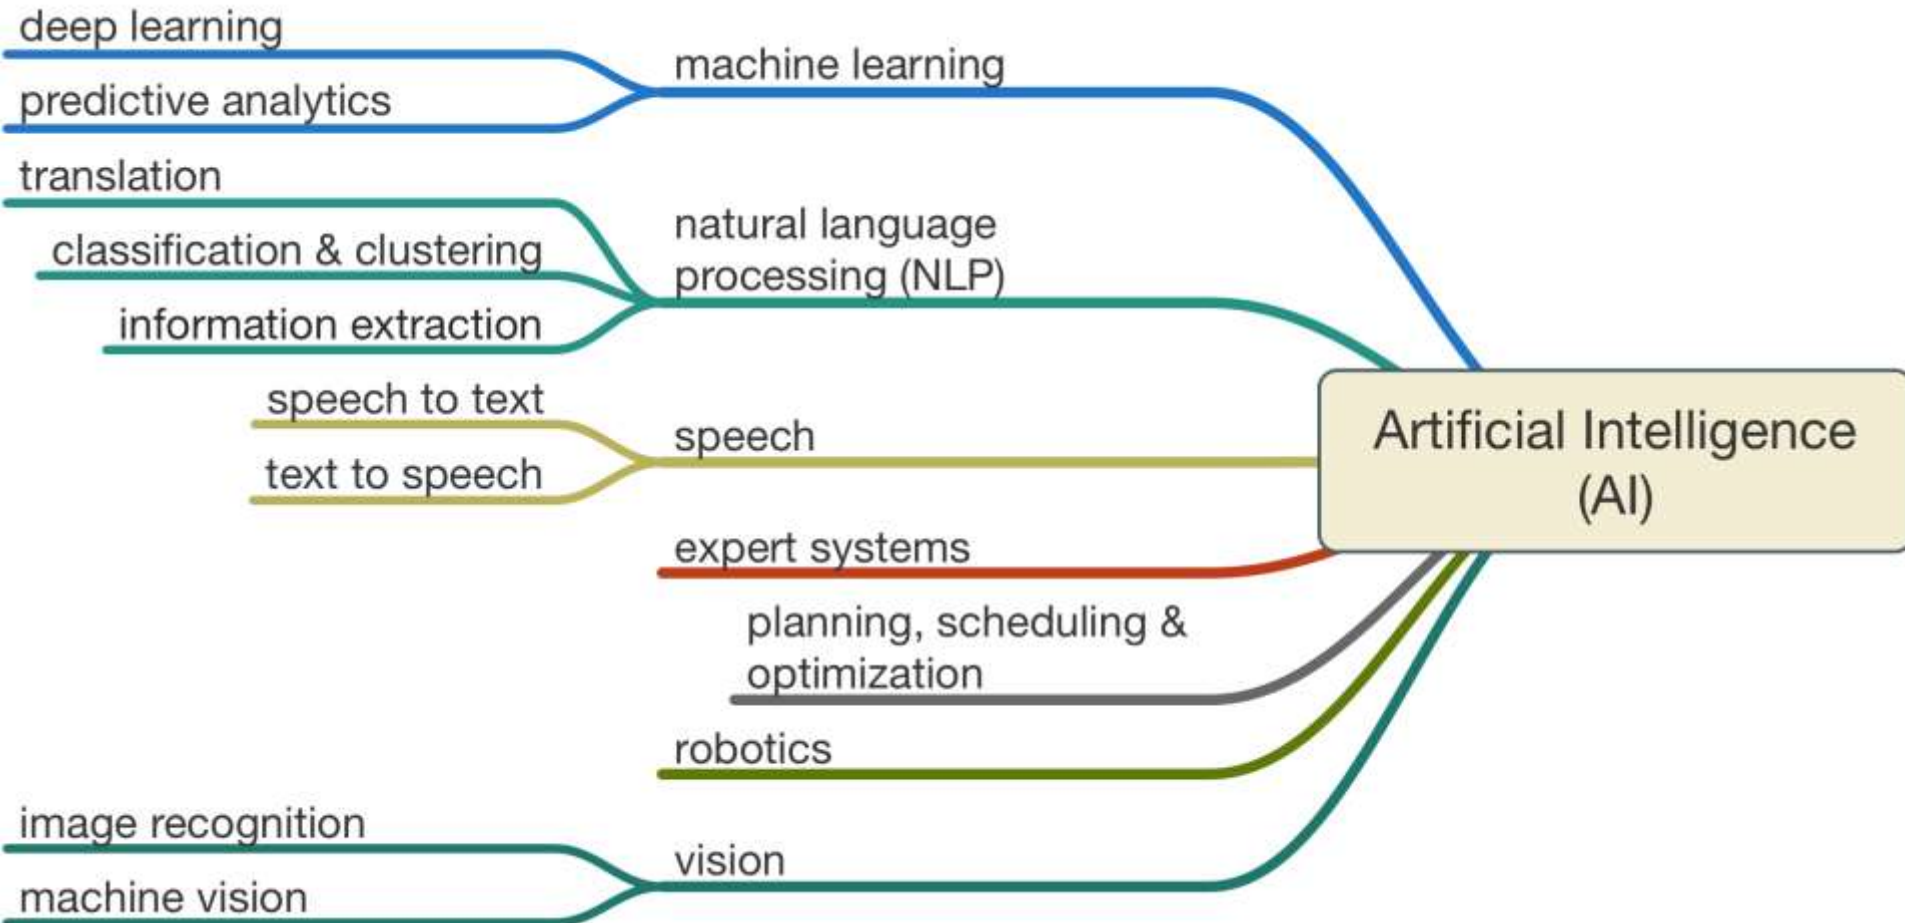 deep learning
machine learning
predictive analytics
translation
natural language
processing (NLP)
classification & clustering
information extraction
speech to text
speech
text to speech
Artificial Intelligence
(AI)
expert systems
planning, scheduling &
optimization
robotics
image recognition
vision
machine vision